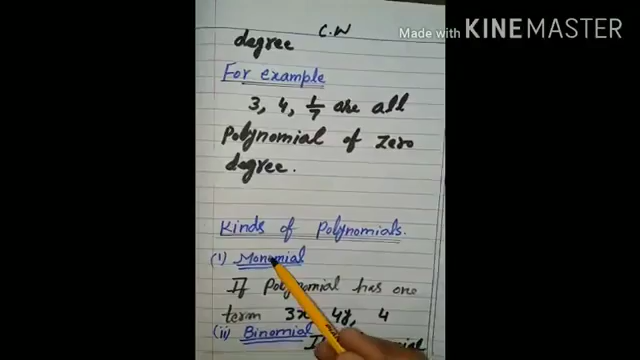 C.W
Made with KINEMASTER
degree
For example
3, 4, 1/7 are all
Polynomial of zero
degree.
Kinds of Polynomials.
(i) Monomial
If Polynomial has one
term 3x 4y, 4
(ii) Binomial